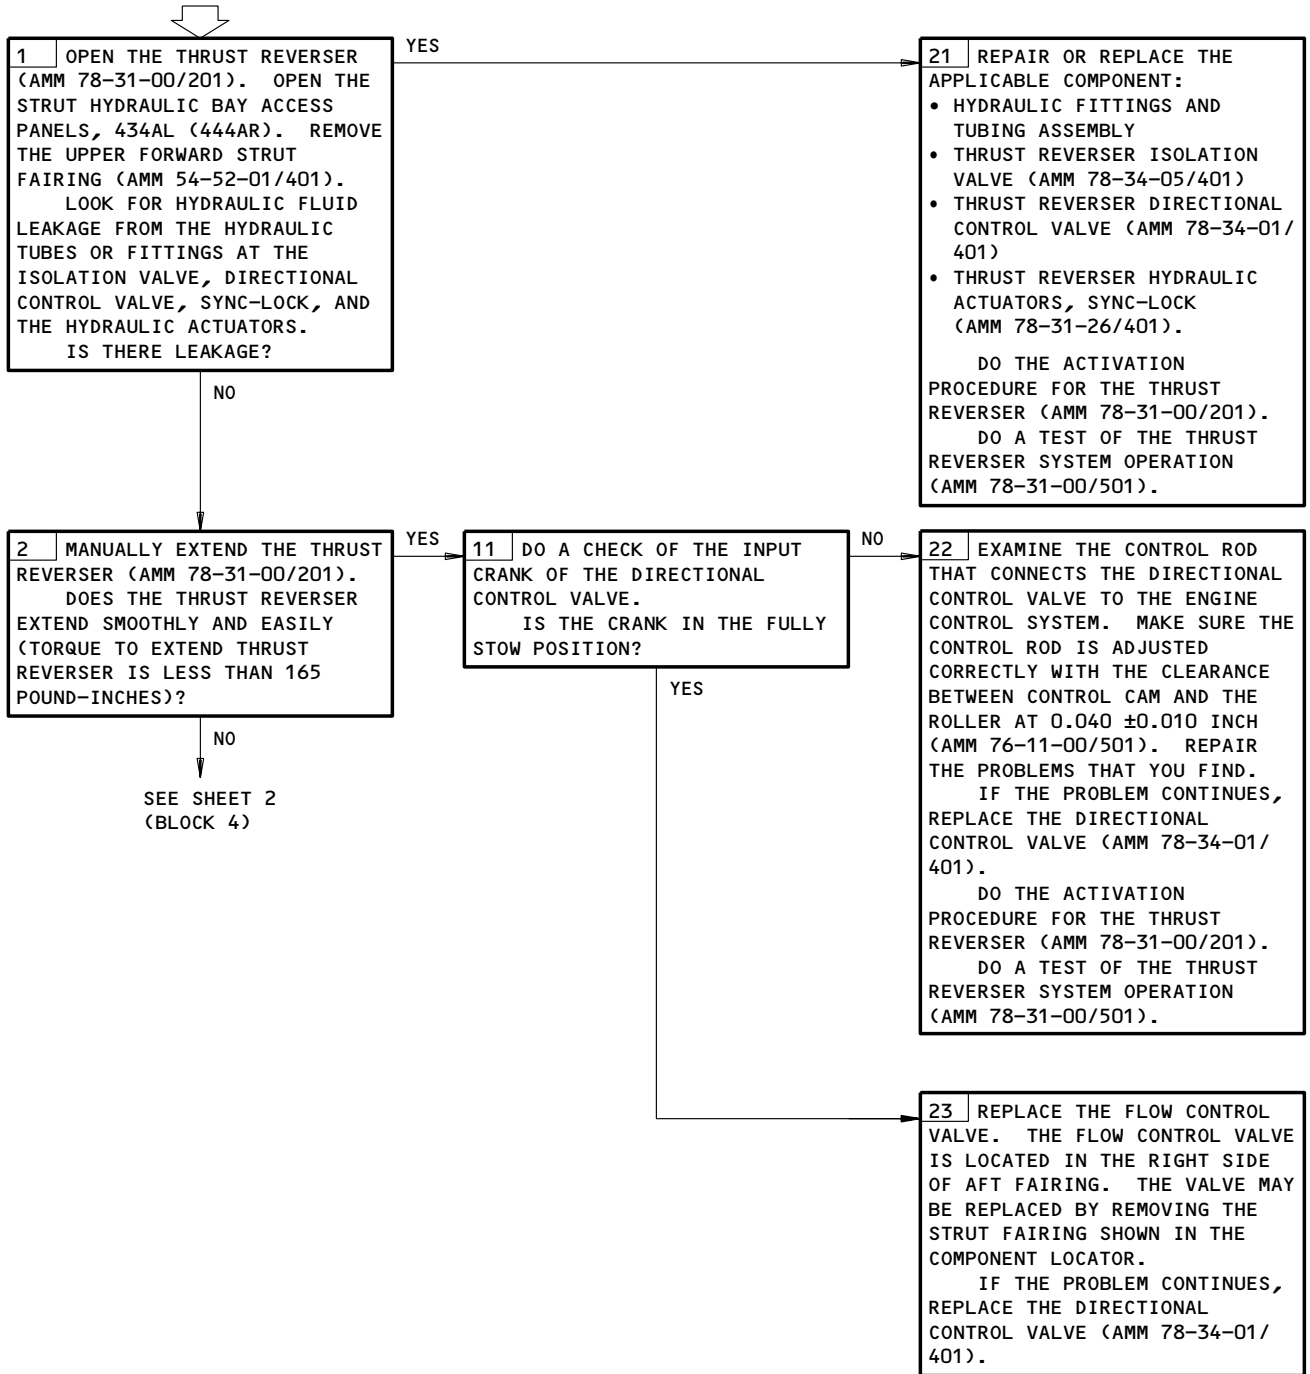 1 OPEN THE THRUST REVERSER
(AMM 78-31-00/201). OPEN THE
STRUT HYDRAULIC BAY ACCESS
PANELS, 434AL (444AR). REMOVE
THE UPPER FORWARD STRUT
FAIRING (AMM 54-52-01/401).
LOOK FOR HYDRAULIC FLUID
LEAKAGE FROM THE HYDRAULIC
TUBES OR FITTINGS AT THE
ISOLATION VALVE, DIRECTIONAL
CONTROL VALVE, SYNC-LOCK, AND
THE HYDRAULIC ACTUATORS.
IS THERE LEAKAGE?
YES
21 REPAIR OR REPLACE THE
APPLICABLE COMPONENT:
• HYDRAULIC FITTINGS AND
TUBING ASSEMBLY
• THRUST REVERSER ISOLATION
VALVE (AMM 78-34-05/401)
• THRUST REVERSER DIRECTIONAL
CONTROL VALVE (AMM 78-34-01/
401)
• THRUST REVERSER HYDRAULIC
ACTUATORS, SYNC-LOCK
(AMM 78-31-26/401).
DO THE ACTIVATION
PROCEDURE FOR THE THRUST
REVERSER (AMM 78-31-00/201).
DO A TEST OF THE THRUST
REVERSER SYSTEM OPERATION
(AMM 78-31-00/501).
NO
2 MANUALLY EXTEND THE THRUST
REVERSER (AMM 78-31-00/201).
DOES THE THRUST REVERSER
EXTEND SMOOTHLY AND EASILY
(TORQUE TO EXTEND THRUST
REVERSER IS LESS THAN 165
POUND-INCHES)?
YES
11 DO A CHECK OF THE INPUT
CRANK OF THE DIRECTIONAL
CONTROL VALVE.
IS THE CRANK IN THE FULLY
STOW POSITION?
NO
22 EXAMINE THE CONTROL ROD
THAT CONNECTS THE DIRECTIONAL
CONTROL VALVE TO THE ENGINE
CONTROL SYSTEM. MAKE SURE THE
CONTROL ROD IS ADJUSTED
CORRECTLY WITH THE CLEARANCE
BETWEEN CONTROL CAM AND THE
ROLLER AT 0.040 ±0.010 INCH
(AMM 76-11-00/501). REPAIR
THE PROBLEMS THAT YOU FIND.
IF THE PROBLEM CONTINUES,
REPLACE THE DIRECTIONAL
CONTROL VALVE (AMM 78-34-01/
401).
DO THE ACTIVATION
PROCEDURE FOR THE THRUST
REVERSER (AMM 78-31-00/201).
DO A TEST OF THE THRUST
REVERSER SYSTEM OPERATION
(AMM 78-31-00/501).
NO
SEE SHEET 2
(BLOCK 4)
YES
23 REPLACE THE FLOW CONTROL
VALVE. THE FLOW CONTROL VALVE
IS LOCATED IN THE RIGHT SIDE
OF AFT FAIRING. THE VALVE MAY
BE REPLACED BY REMOVING THE
STRUT FAIRING SHOWN IN THE
COMPONENT LOCATOR.
IF THE PROBLEM CONTINUES,
REPLACE THE DIRECTIONAL
CONTROL VALVE (AMM 78-34-01/
401).